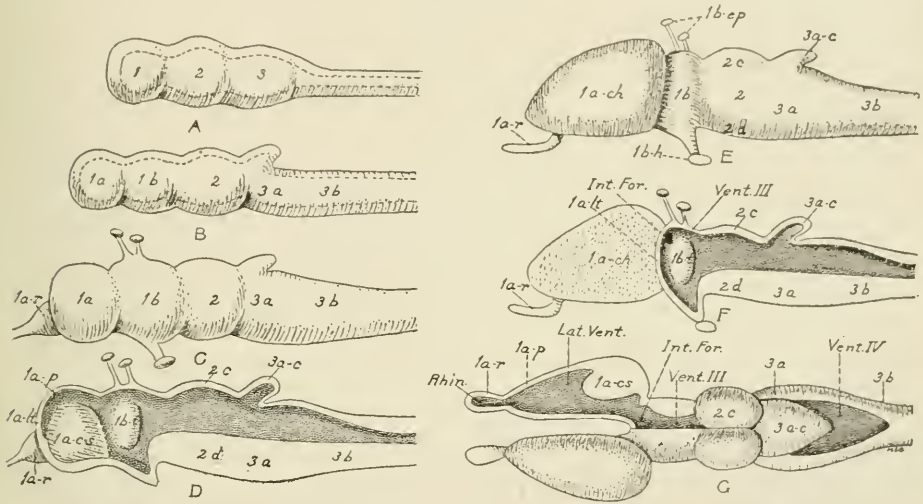 1
2
3
A
1a
1b
2
3a
3b
B
1a-r
1a
1b
2
3a
3b
C
1a-p
2c
3a-c
1a-lt.
1b-t
1a-cs
1a-r
2d
3a
3b
D
1b-ep
3a-c
2c
1a-ch
1b
2
3a
3b
1a-r
2d
1b-h
E
Int. For.
1a-lt
Vent. III
2c
3a-c
1a-ch
1b-t
1a-r
2d
3a
3b
F
Lat. Vent.
1a-p
1a-r
Rhin.
1a-cs
Int. For.
Vent. III
2c
3a
Vent. IV
3b
3a-c
G